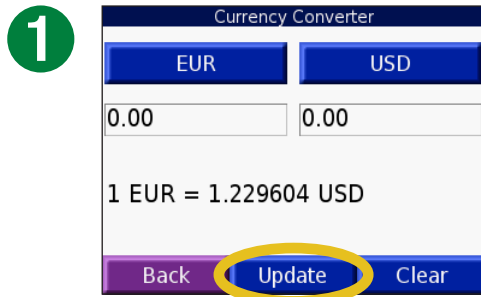 1
Currency Converter
EUR USD
0.00 0.00
1 EUR = 1.229604 USD
Back Update Clear